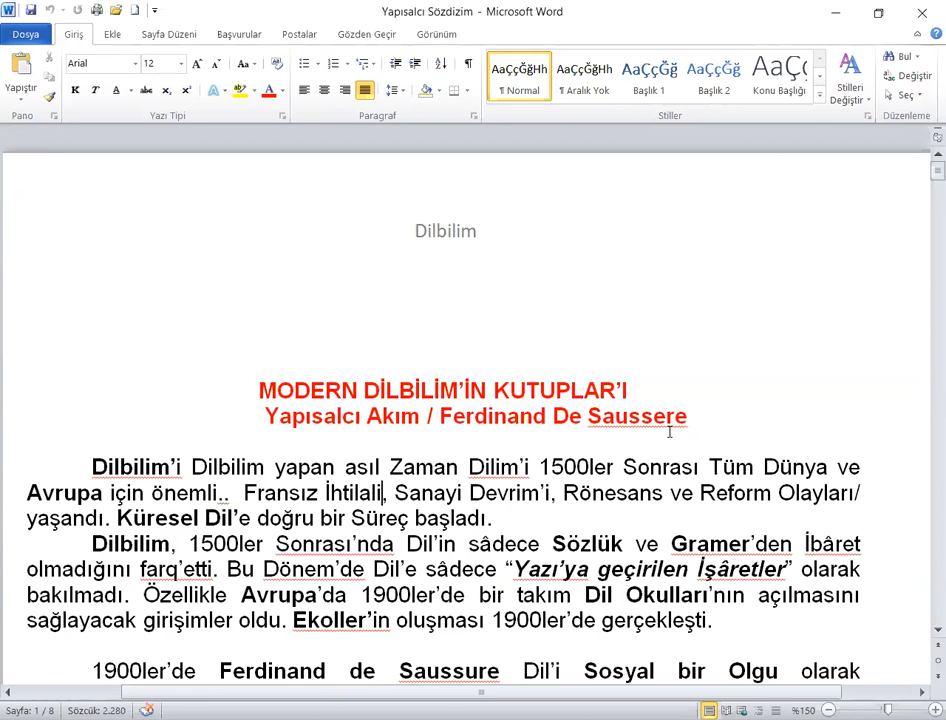 Yapısalcı Sözdizim - Microsoft Word
Dosya Giriş Ekle Sayfa Düzeni Başvurular Postalar Gözden Geçir Görünüm
Arial 12
AaÇçĞğHh AaÇçĞğHh AaÇçĞğ AaÇçĞğ AaÇç
Bul
Değiştir
Seç
Yapıştır
¶ Normal ¶ Aralık Yok Başlık 1 Başlık 2 Konu Başlığı
Stilleri Değiştir
Pano Yazı Tipi Paragraf Stiller Düzenleme
Dilbilim
MODERN DİLBİLİM’İN KUTUPLAR’I
Yapısalcı Akım / Ferdinand De Saussere
Dilbilim’i Dilbilim yapan asıl Zaman Dilim’i 1500ler Sonrası Tüm Dünya ve
Avrupa için önemli.. Fransız İhtilali, Sanayi Devrim’i, Rönesans ve Reform Olayları/
yaşandı. Küresel Dil’e doğru bir Süreç başladı.
Dilbilim, 1500ler Sonrası’nda Dil’in sâdece Sözlük ve Gramer’den İbâret
olmadığını farq’etti. Bu Dönem’de Dil’e sâdece “Yazı’ya geçirilen İşâretler” olarak
bakılmadı. Özellikle Avrupa’da 1900ler’de bir takım Dil Okulları’nın açılmasını
sağlayacak girişimler oldu. Ekoller’in oluşması 1900ler’de gerçekleşti.
1900ler’de Ferdinand de Saussure Dil’i Sosyal bir Olgu olarak
Sayfa: 1 / 8 Sözcük: 2.280 %150